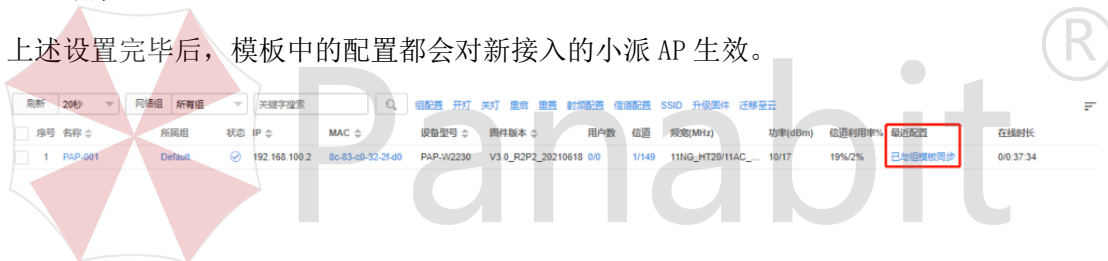 上述设置完毕后，模板中的配置都会对新接入的小派 AP 生效。
®
Panabit
刷新 20秒 网络组 所有组 关键字搜索 组配置 开灯 关灯 重启 重置 射频配置 信道配置 SSID 升级固件 迁移至云
序号 名称 所属组 状态 IP MAC 设备型号 固件版本 用户数 信道 频宽(MHz) 功率(dBm) 信道利用率% 最近配置 在线时长
1 PAP-001 Default 192.168.100.2 8c-83-c0-32-2f-d0 PAP-W2230 V3.0_R2P2_20210618 0/0 1/149 11NG_HT20/11AC_... 10/17 19%/2% 已与组模板同步 0/0:37:34